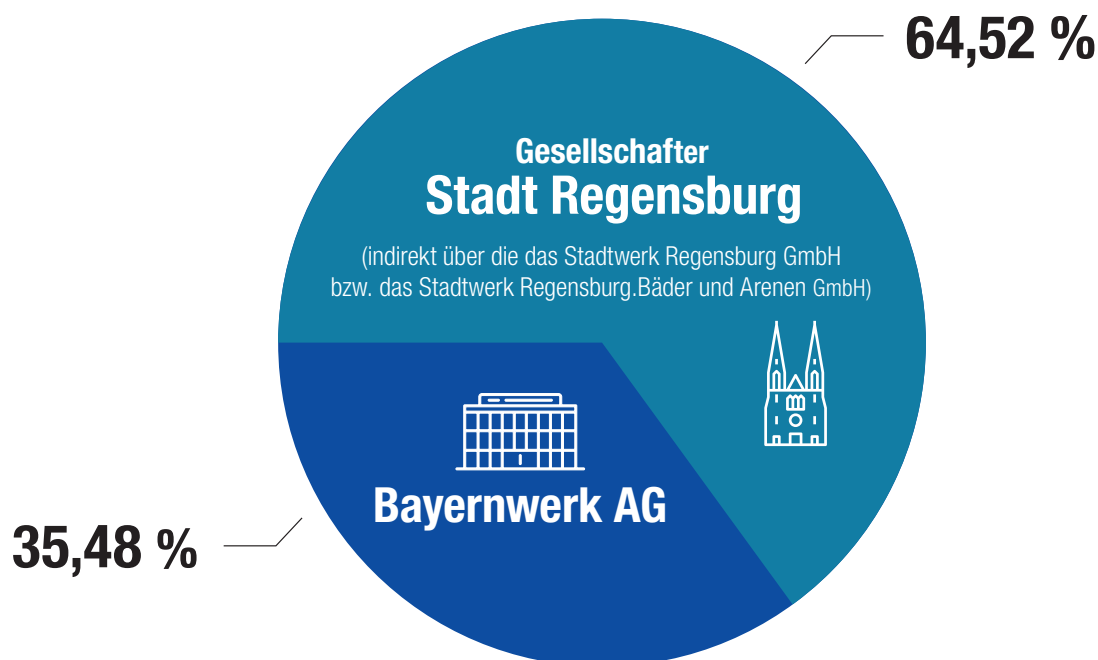 64,52 %
Gesellschafter
Stadt Regensburg
(indirekt über die das Stadtwerk Regensburg GmbH
bzw. das Stadtwerk Regensburg.Bäder und Arenen GmbH)
Bayernwerk AG
35,48 %